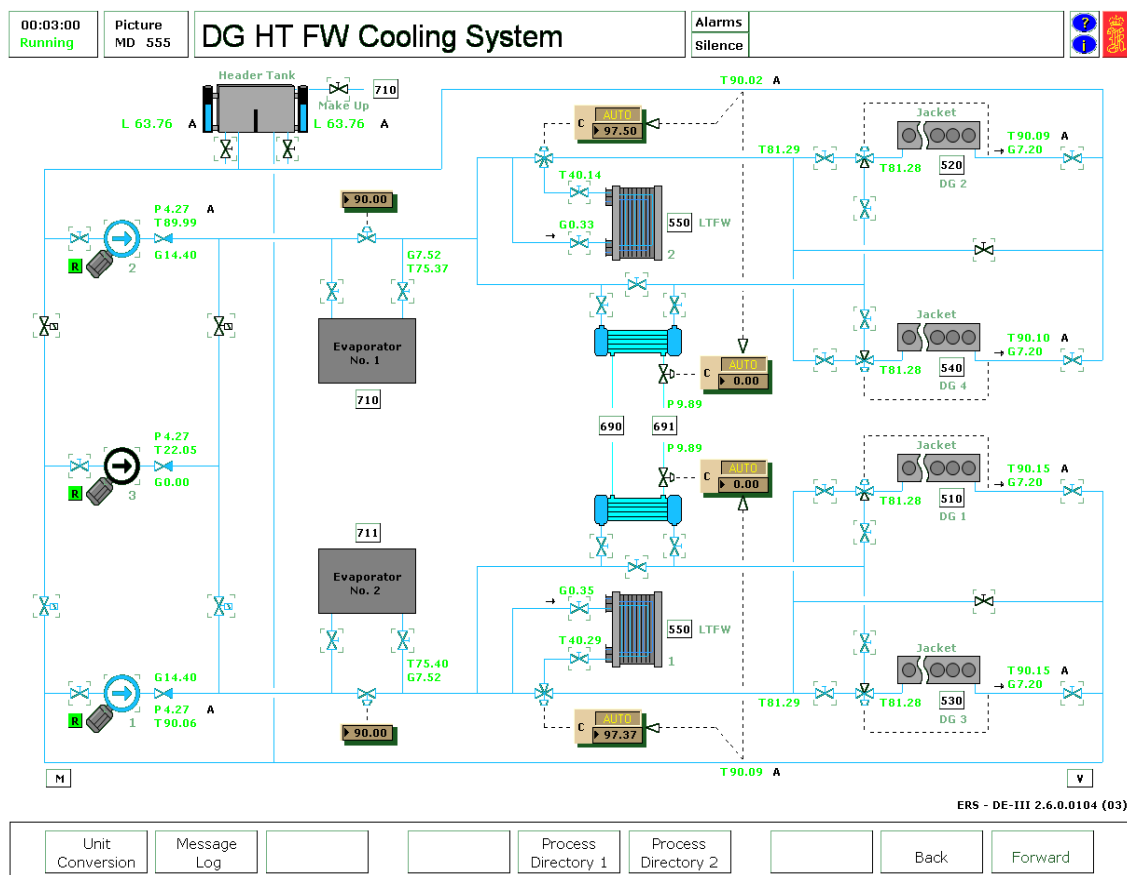 00:03:00
Running
Picture
MD 555
DG HT FW Cooling System
Alarms
Silence
?
i
Header Tank
710
Make Up
L 63.76 A
L 63.76 A
T90.02 A
C AUTO
97.50
T81.29
Jacket
T90.09 A
G7.20
520
T81.28
DG 2
T40.14
G0.33
550 LTFW
2
90.00
P4.27 A
T89.99
G14.40
R
2
G7.52
T75.37
Evaporator
No. 1
710
C AUTO
0.00
P9.89
690
691
P9.89
C AUTO
0.00
Jacket
T90.10 A
G7.20
540
T81.28
DG 4
P4.27
T22.05
G0.00
R
3
Jacket
T90.15 A
G7.20
510
T81.28
DG 1
711
Evaporator
No. 2
G0.35
550 LTFW
T40.29
1
T75.40
G7.52
G14.40
P4.27 A
T90.06
R
1
90.00
C AUTO
97.37
T81.29
Jacket
T90.15 A
G7.20
530
T81.28
DG 3
T90.09 A
M
V
ERS - DE-III 2.6.0.0104 (03)
Unit
Conversion
Message
Log
Process
Directory 1
Process
Directory 2
Back
Forward